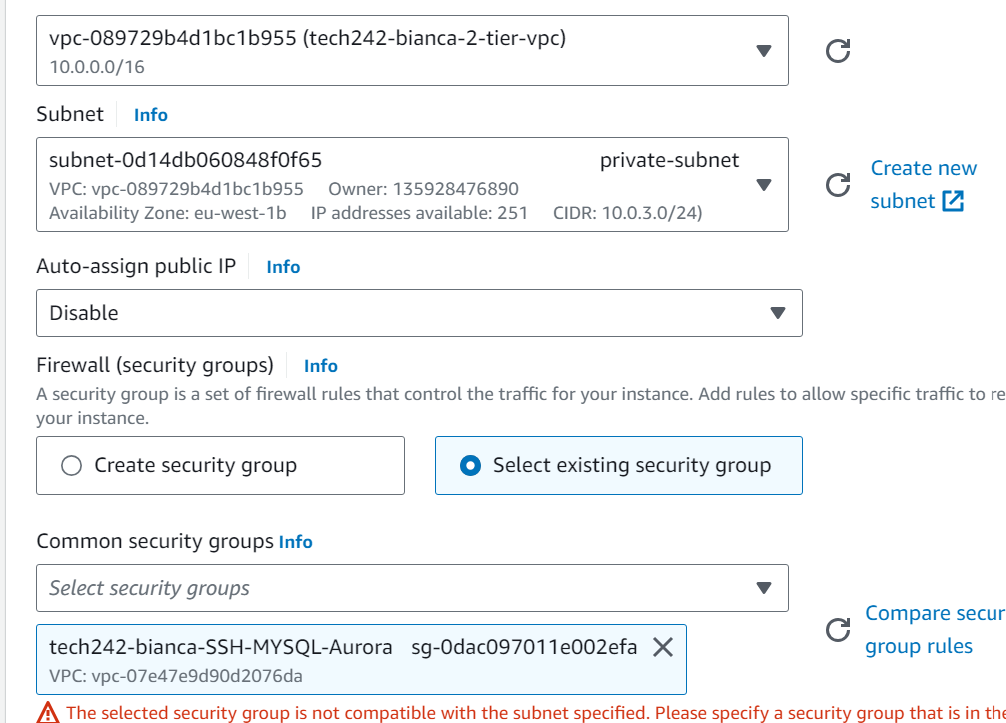 vpc-089729b4d1bc1b955 (tech242-bianca-2-tier-vpc)
10.0.0.0/16
Subnet Info
subnet-0d14db060848f0f65 private-subnet
VPC: vpc-089729b4d1bc1b955 Owner: 135928476890
Availability Zone: eu-west-1b IP addresses available: 251 CIDR: 10.0.3.0/24)
Create new
subnet
Auto-assign public IP Info
Disable
Firewall (security groups) Info
A security group is a set of firewall rules that control the traffic for your instance. Add rules to allow specific traffic to re
your instance.
Create security group
Select existing security group
Common security groups Info
Select security groups
Compare secur
group rules
tech242-bianca-SSH-MYSQL-Aurora sg-0dac097011e002efa
VPC: vpc-07e47e9d90d2076da
The selected security group is not compatible with the subnet specified. Please specify a security group that is in th